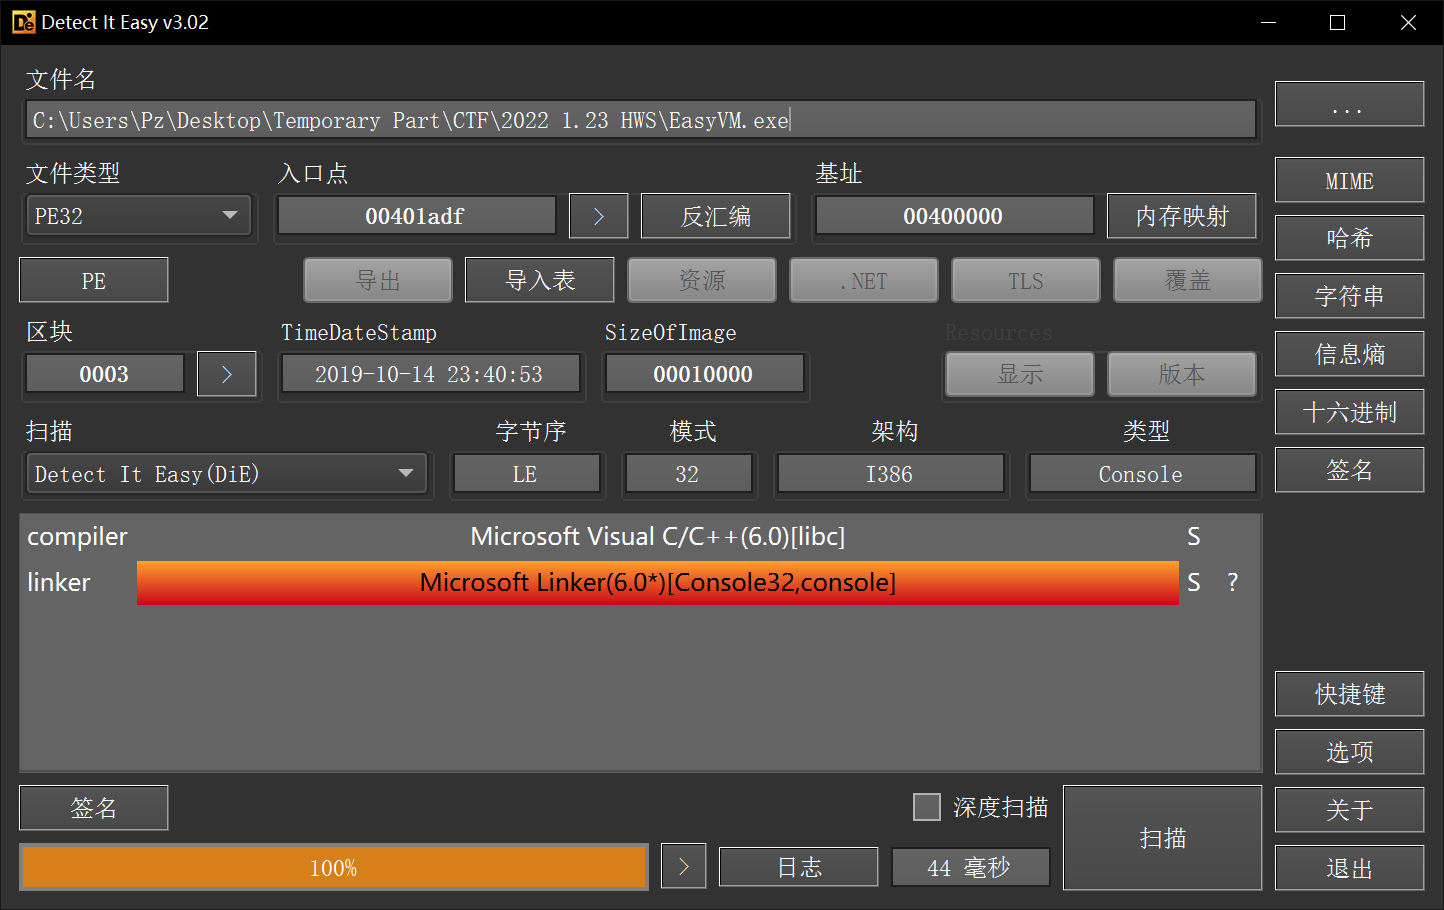 Detect It Easy v3.02
文件名
C:\Users\Pz\Desktop\Temporary Part\CTF\2022 1.23 HWS\EasyVM.exe
...
文件类型 入口点 基址
PE32 00401adf > 反汇编 00400000 内存映射
MIME
PE 导出 导入表 资源 .NET TLS 覆盖
哈希
字符串
区块 TimeDateStamp SizeOfImage Resources
0003 > 2019-10-14 23:40:53 00010000 显示 版本
信息熵
十六进制
扫描 字节序 模式 架构 类型
Detect It Easy(DiE) LE 32 I386 Console
签名
compiler Microsoft Visual C/C++(6.0)[libc] S
linker Microsoft Linker(6.0*)[Console32,console] S ?
快捷键
选项
签名 深度扫描 扫描
关于
100% > 日志 44 毫秒
退出